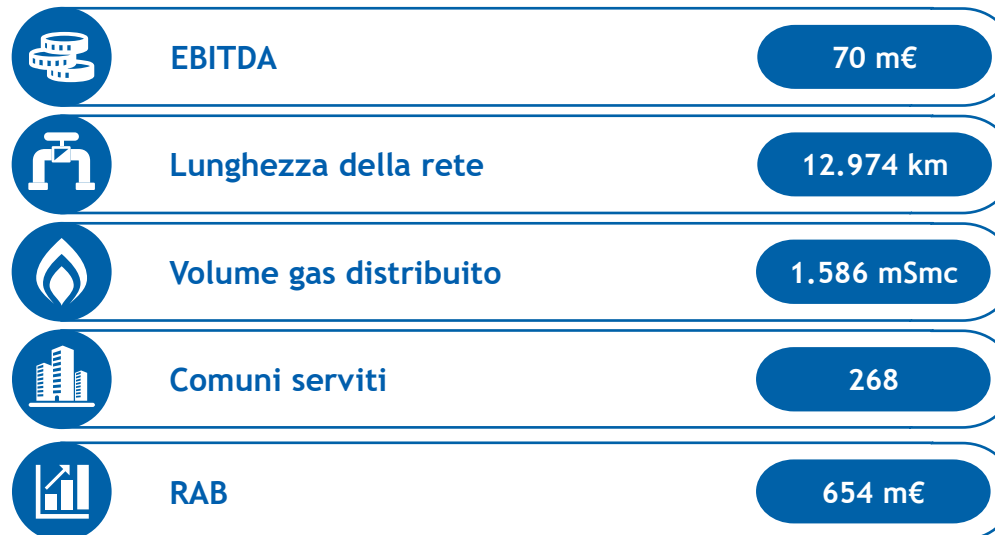 EBITDA 70 m€
Lunghezza della rete 12.974 km
Volume gas distribuito 1.586 mSmc
Comuni serviti 268
RAB 654 m€